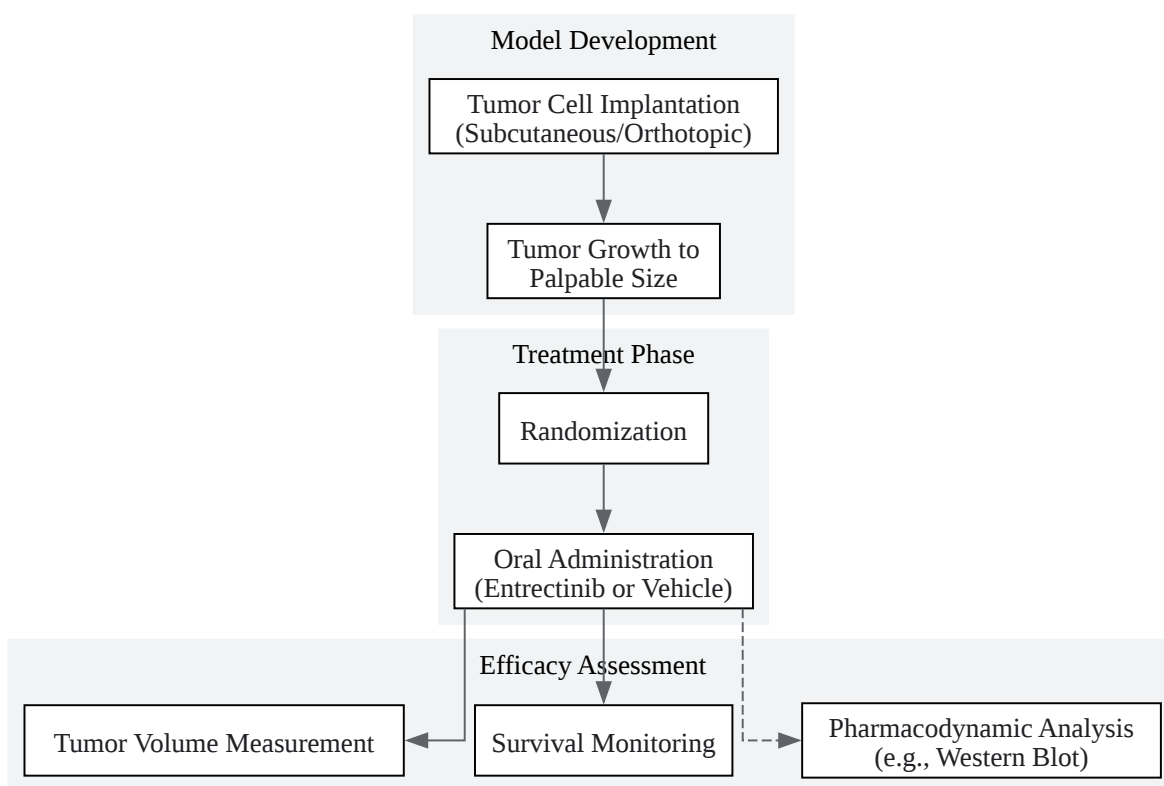 Model Development
Tumor Cell Implantation
(Subcutaneous/Orthotopic)
Tumor Growth to
Palpable Size
Treatment Phase
Randomization
Oral Administration
(Entrectinib or Vehicle)
Efficacy Assessment
Tumor Volume Measurement
Survival Monitoring
Pharmacodynamic Analysis
(e.g., Western Blot)